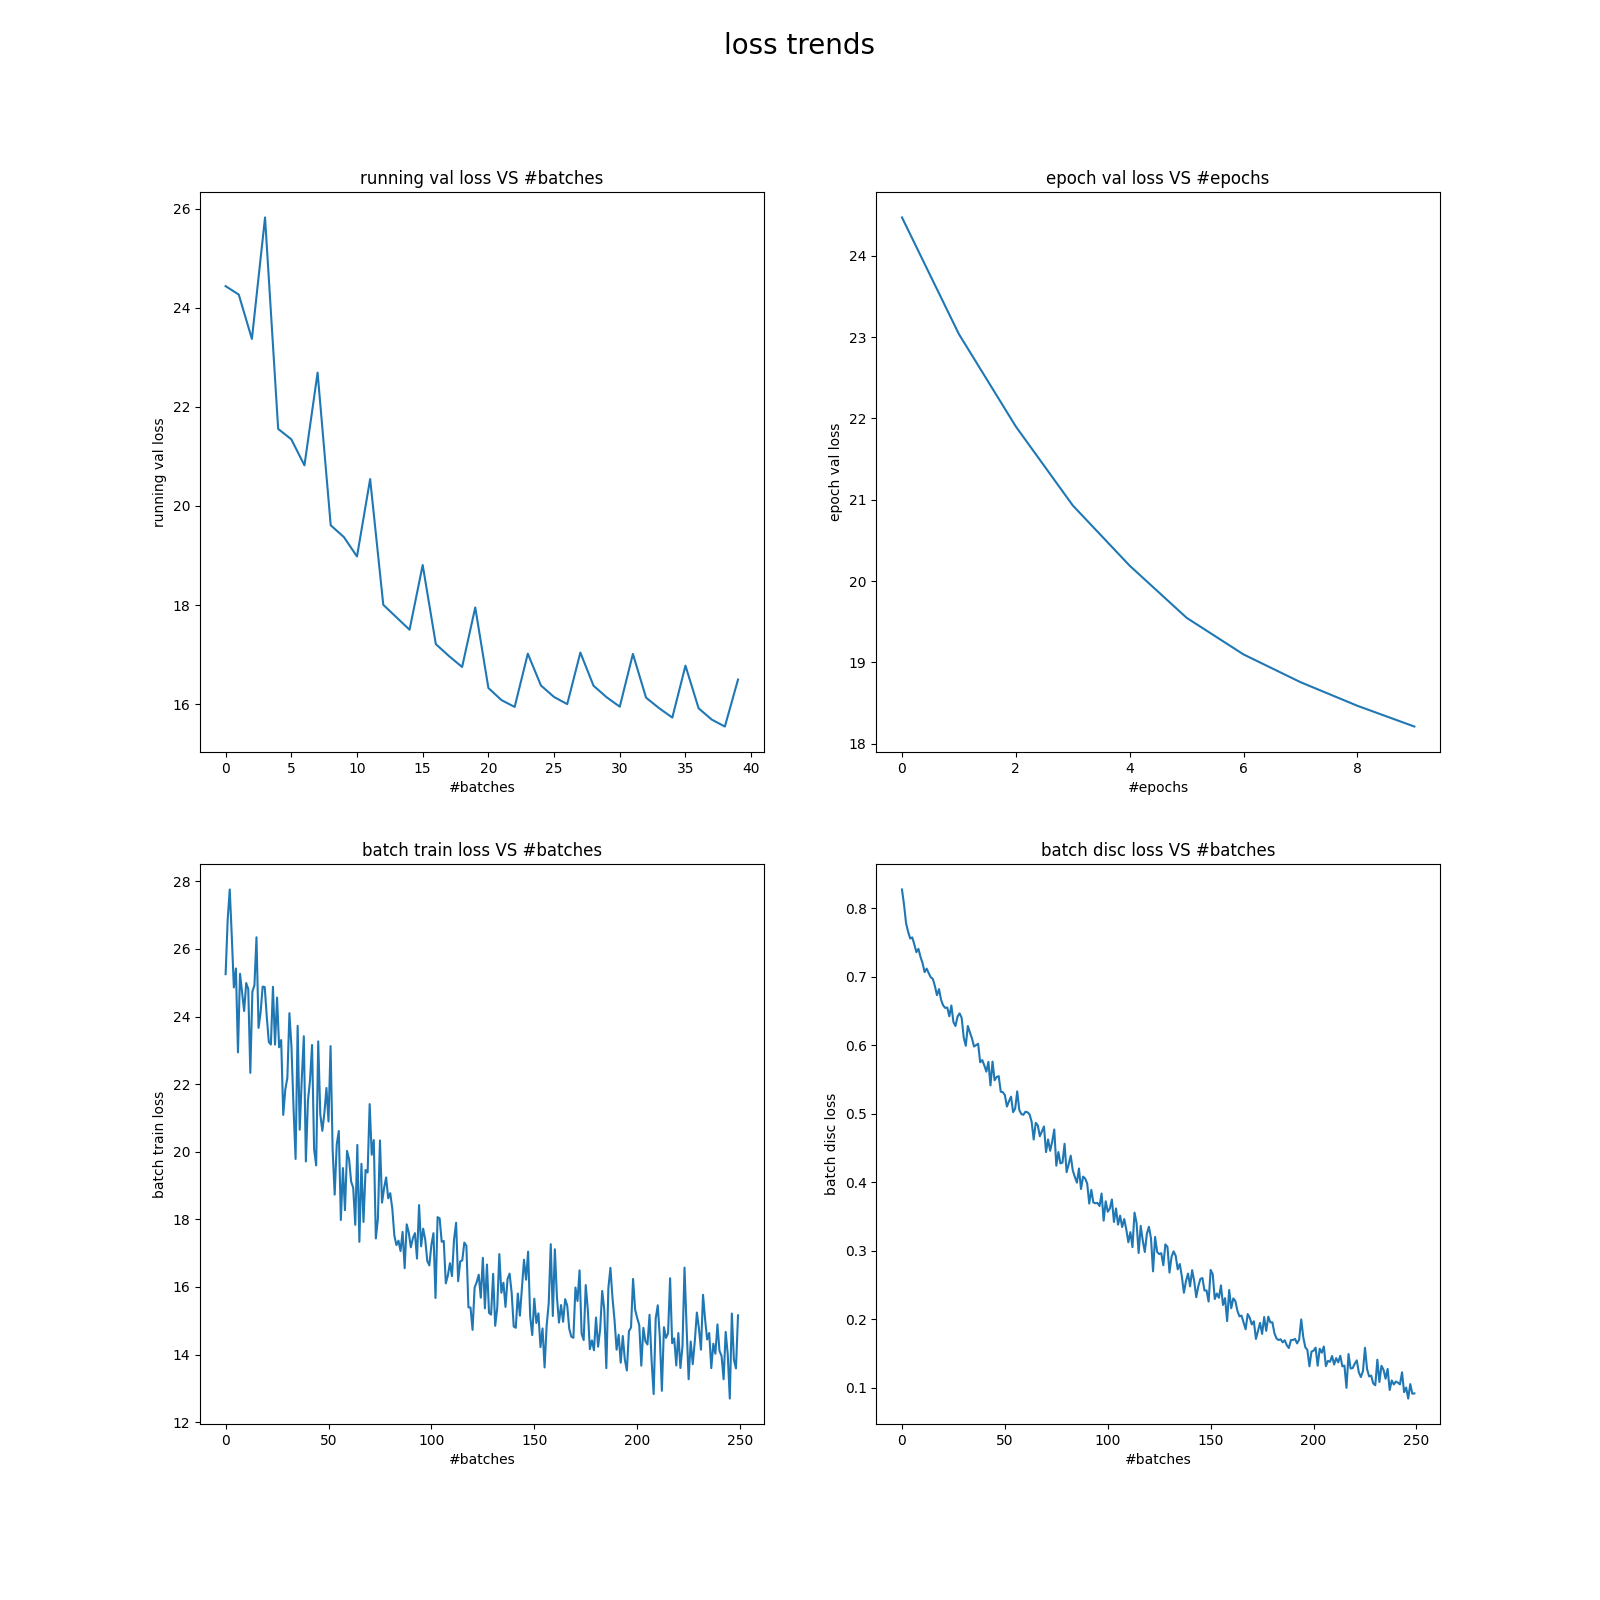 loss trends
running val loss VS #batches
26
24
22
20
18
16
running val loss
0 5 10 15 20 25 30 35 40
#batches
epoch val loss VS #epochs
24
23
22
21
20
19
18
epoch val loss
0 2 4 6 8
#epochs
batch train loss VS #batches
28
26
24
22
20
18
16
14
12
batch train loss
0 50 100 150 200 250
#batches
batch disc loss VS #batches
0.8
0.7
0.6
0.5
0.4
0.3
0.2
0.1
batch disc loss
0 50 100 150 200 250
#batches